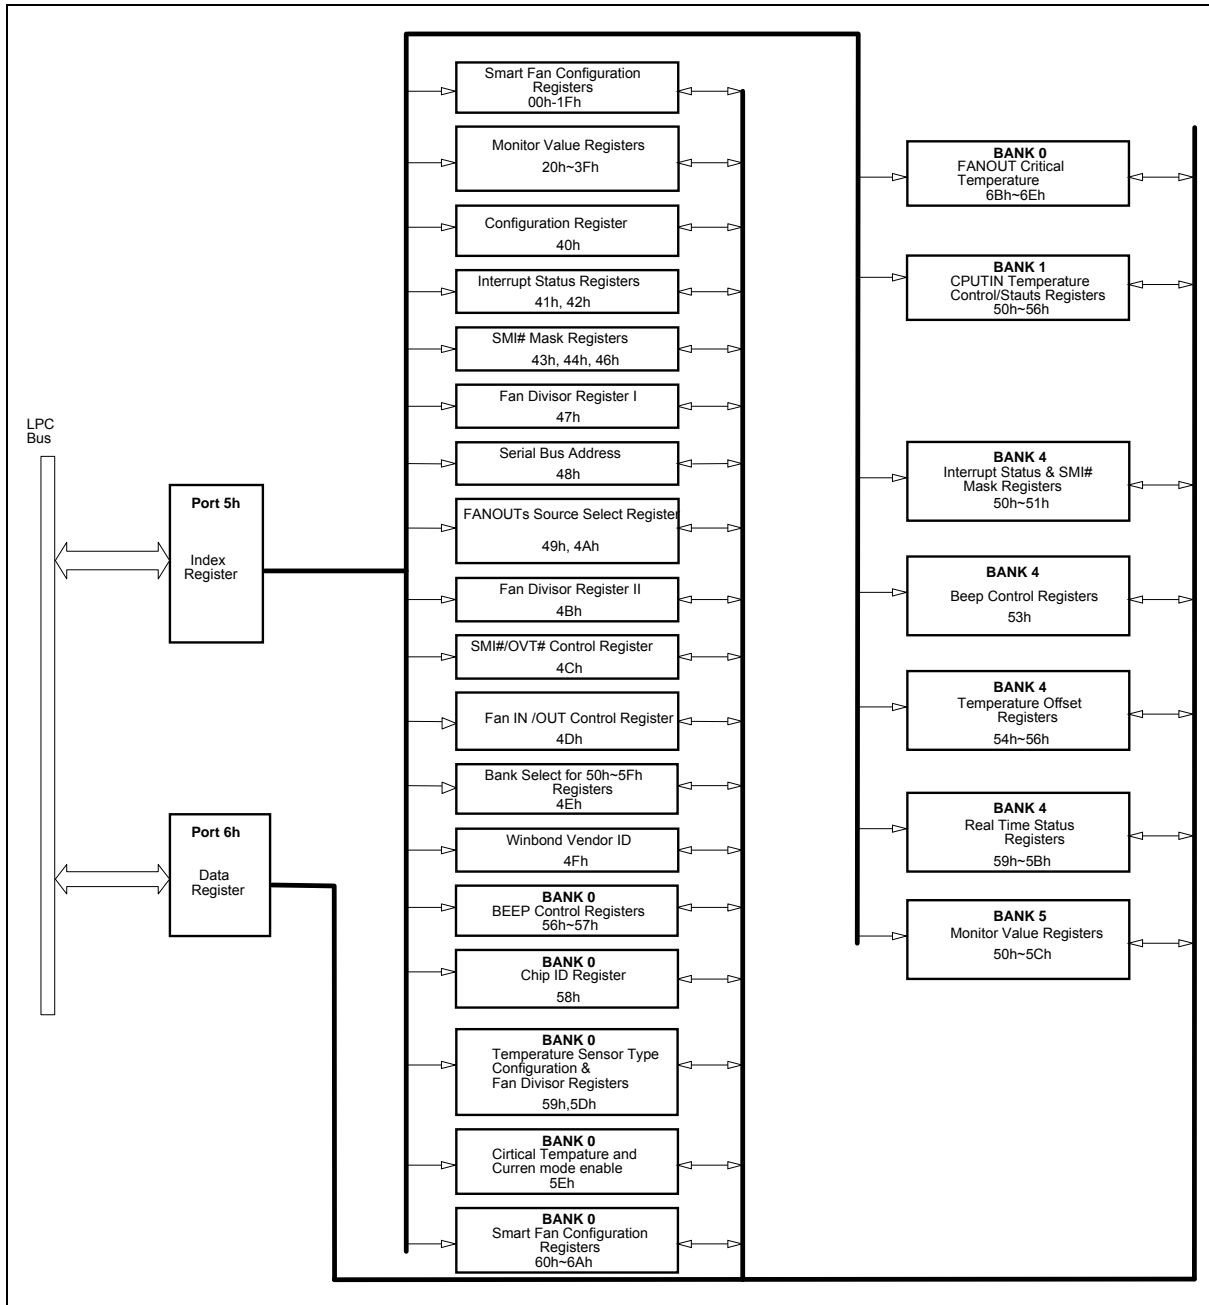 LPC
Bus
Port 5h
Index
Register
Port 6h
Data
Register
Smart Fan Configuration
Registers
00h-1Fh
Monitor Value Registers
20h~3Fh
Configuration Register
40h
Interrupt Status Registers
41h, 42h
SMI# Mask Registers
43h, 44h, 46h
Fan Divisor Register I
47h
Serial Bus Address
48h
FANOUTs Source Select Register
49h, 4Ah
Fan Divisor Register II
4Bh
SMI#/OVT# Control Register
4Ch
Fan IN /OUT Control Register
4Dh
Bank Select for 50h~5Fh
Registers
4Eh
Winbond Vendor ID
4Fh
BANK 0
BEEP Control Registers
56h~57h
BANK 0
Chip ID Register
58h
BANK 0
Temperature Sensor Type
Configuration &
Fan Divisor Registers
59h,5Dh
BANK 0
Cirtical Tempature and
Curren mode enable
5Eh
BANK 0
Smart Fan Configuration
Registers
60h~6Ah
BANK 0
FANOUT Critical
Temperature
6Bh~6Eh
BANK 1
CPUTIN Temperature
Control/Stauts Registers
50h~56h
BANK 4
Interrupt Status & SMI#
Mask Registers
50h~51h
BANK 4
Beep Control Registers
53h
BANK 4
Temperature Offset
Registers
54h~56h
BANK 4
Real Time Status
Registers
59h~5Bh
BANK 5
Monitor Value Registers
50h~5Ch